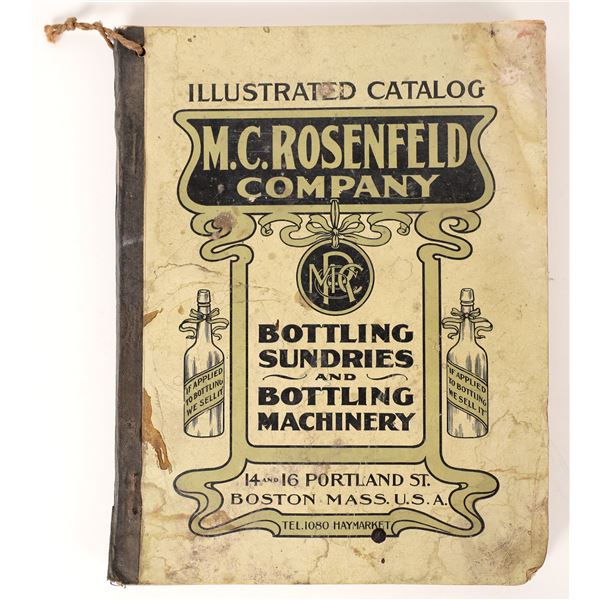 ILLUSTRATED CATALOG
M.C. ROSENFELD
COMPANY
MRCC
BOTTLING
SUNDRIES
AND
BOTTLING
MACHINERY
IF APPLIED
TO BOTTLING
WE SELL IT
IF APPLIED
TO BOTTLING
WE SELL IT
14 AND 16 PORTLAND ST.
BOSTON MASS. U.S.A.
TEL. 1080 HAYMARKET